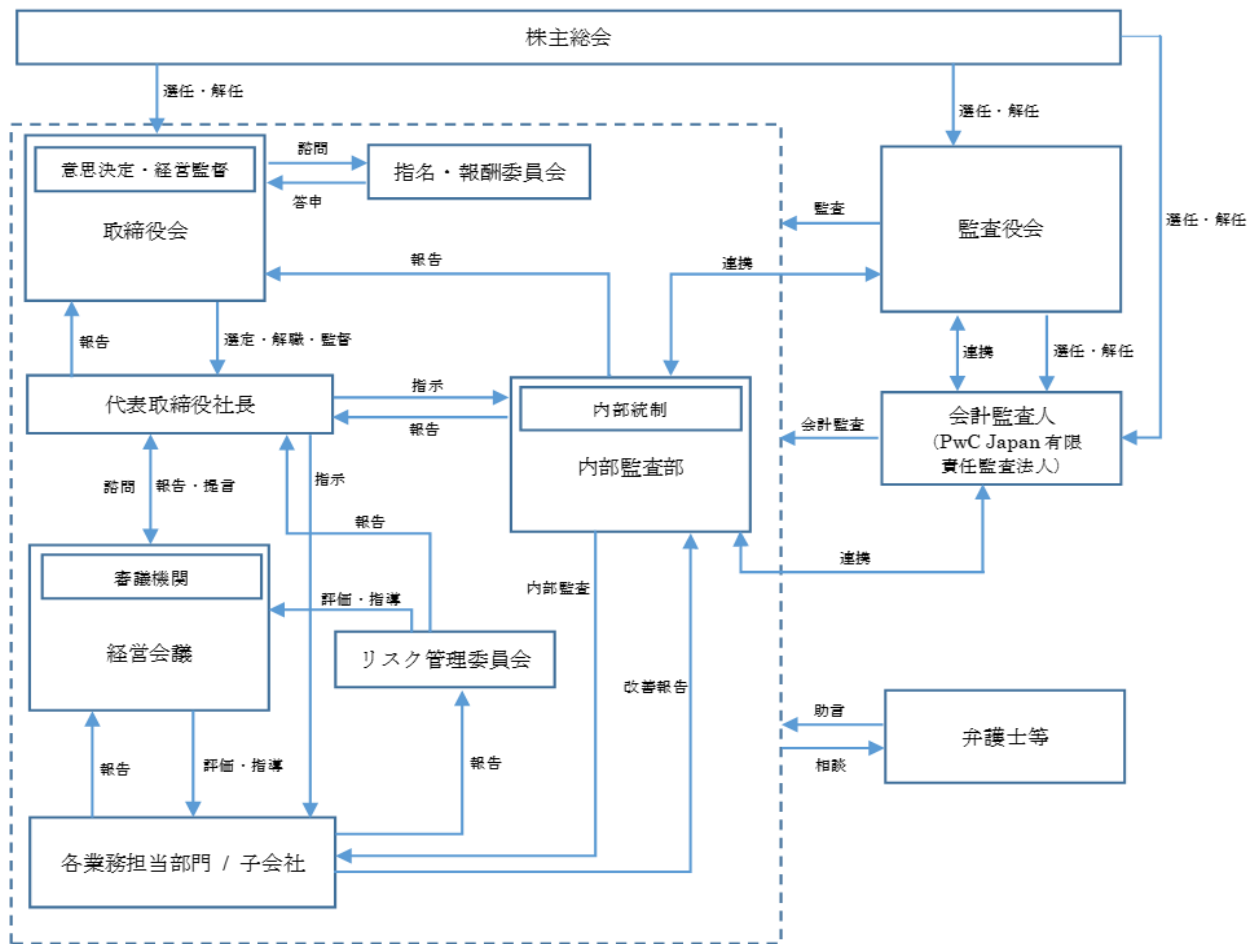 株主総会
選任・解任
選任・解任
選任・解任
意思決定・経営監督
取締役会
諮問
答申
指名・報酬委員会
監査
監査役会
報告
連携
報告
選定・解職・監督
連携
選任・解任
代表取締役社長
指示
報告
内部統制
内部監査部
会計監査
会計監査人
(PwC Japan 有限
責任監査法人)
諮問
報告・提言
指示
報告
連携
審議機関
経営会議
評価・指導
内部監査
リスク管理委員会
改善報告
助言
相談
弁護士等
報告
評価・指導
報告
各業務担当部門 / 子会社